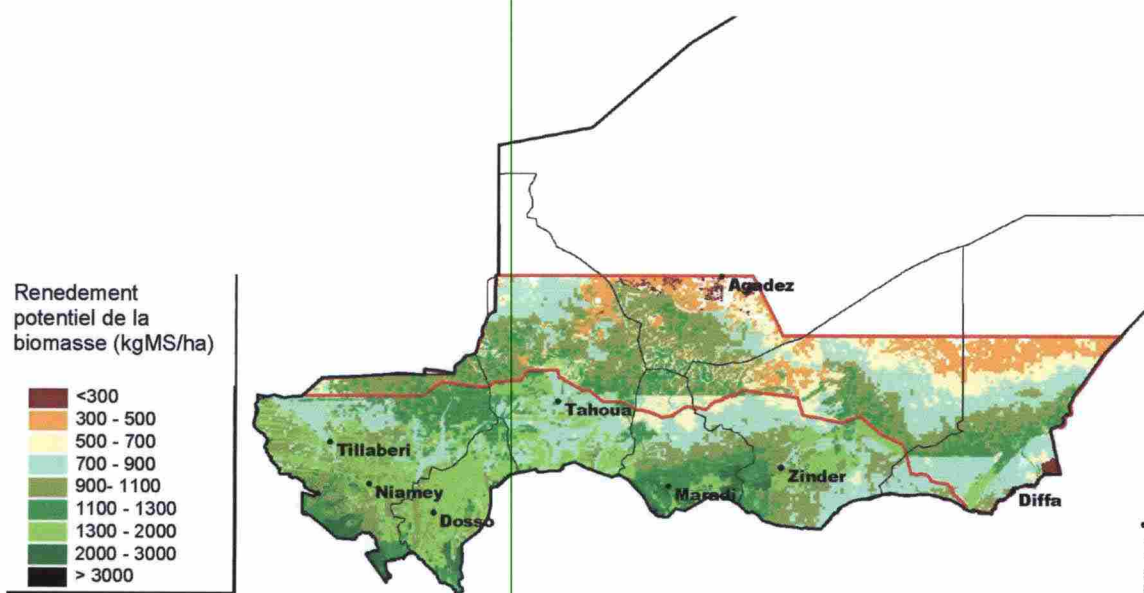 Renedement
potentiel de la
biomasse (kgMS/ha)
<300
300 - 500
500 - 700
700 - 900
900- 1100
1100 - 1300
1300 - 2000
2000 - 3000
> 3000
Agadez
Tahoua
Tillaberi
Niamey
Dosso
Maradi
Zinder
Diffa